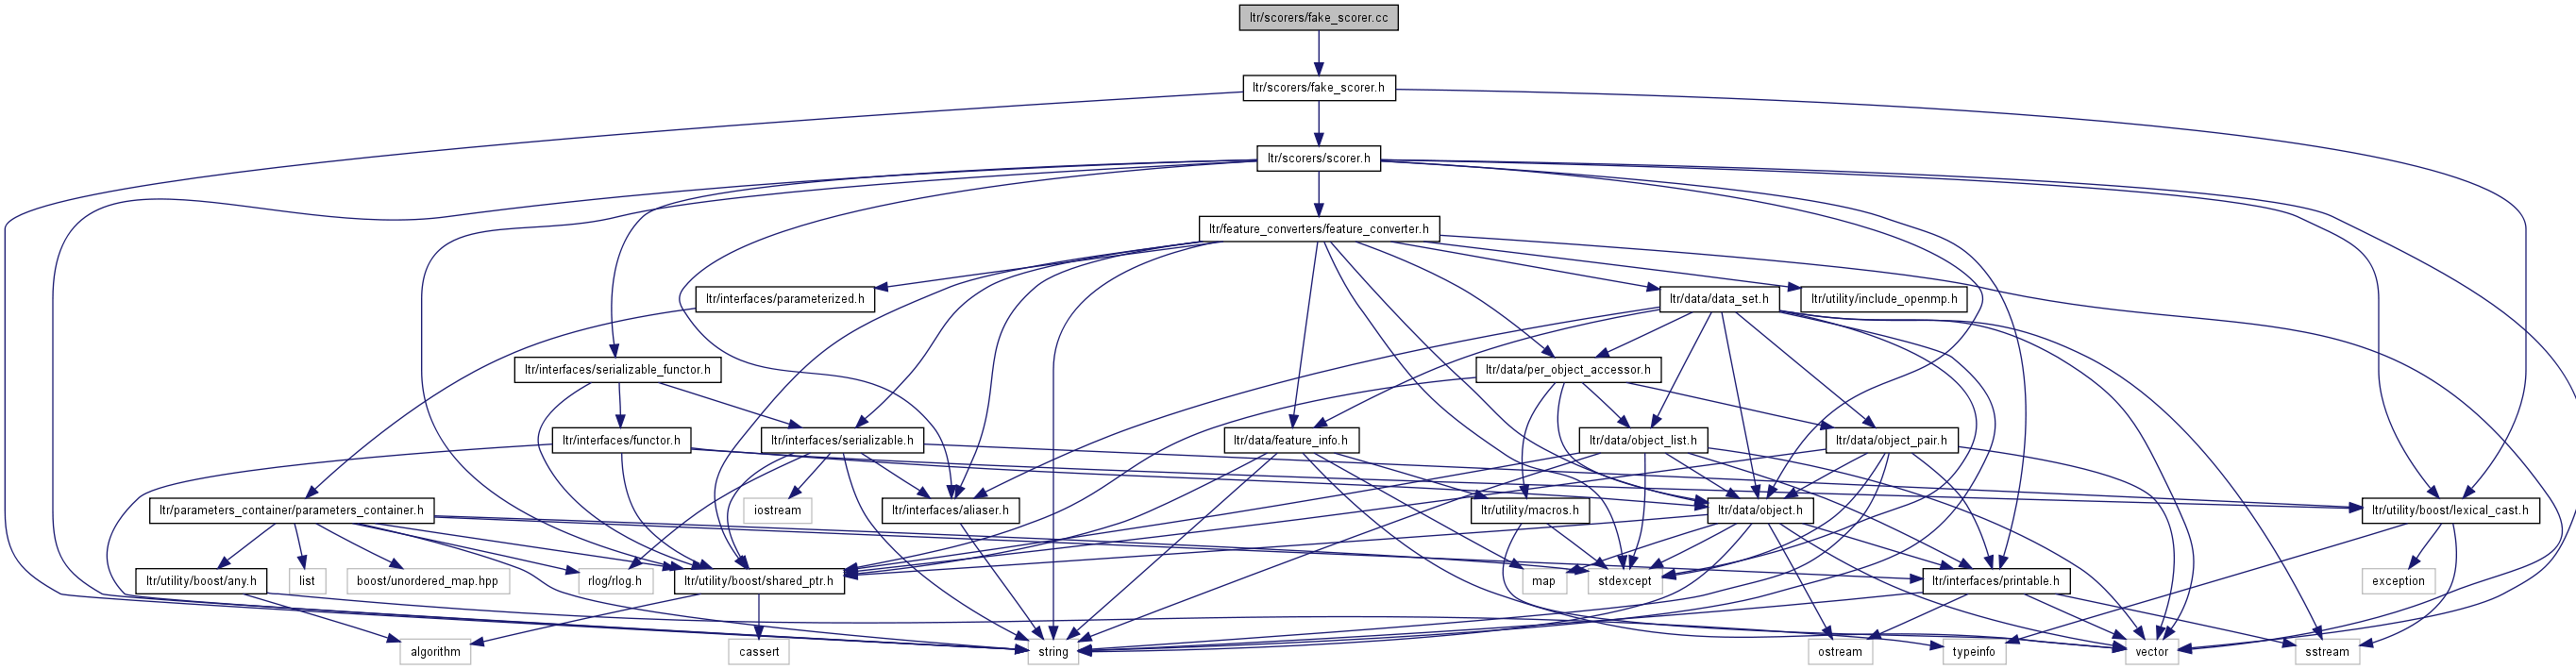 ltr/scorers/fake_scorer.cc
ltr/scorers/fake_scorer.h
ltr/scorers/scorer.h
ltr/feature_converters/feature_converter.h
ltr/interfaces/parameterized.h
ltr/data/data_set.h
ltr/utility/include_openmp.h
ltr/interfaces/serializable_functor.h
ltr/data/per_object_accessor.h
ltr/interfaces/functor.h
ltr/interfaces/serializable.h
ltr/data/feature_info.h
ltr/data/object_list.h
ltr/data/object_pair.h
ltr/parameters_container/parameters_container.h
iostream
ltr/interfaces/aliaser.h
ltr/utility/macros.h
ltr/data/object.h
ltr/utility/boost/lexical_cast.h
ltr/utility/boost/any.h
list
boost/unordered_map.hpp
rlog/rlog.h
ltr/utility/boost/shared_ptr.h
map
stdexcept
ltr/interfaces/printable.h
exception
algorithm
cassert
string
ostream
typeinfo
vector
sstream